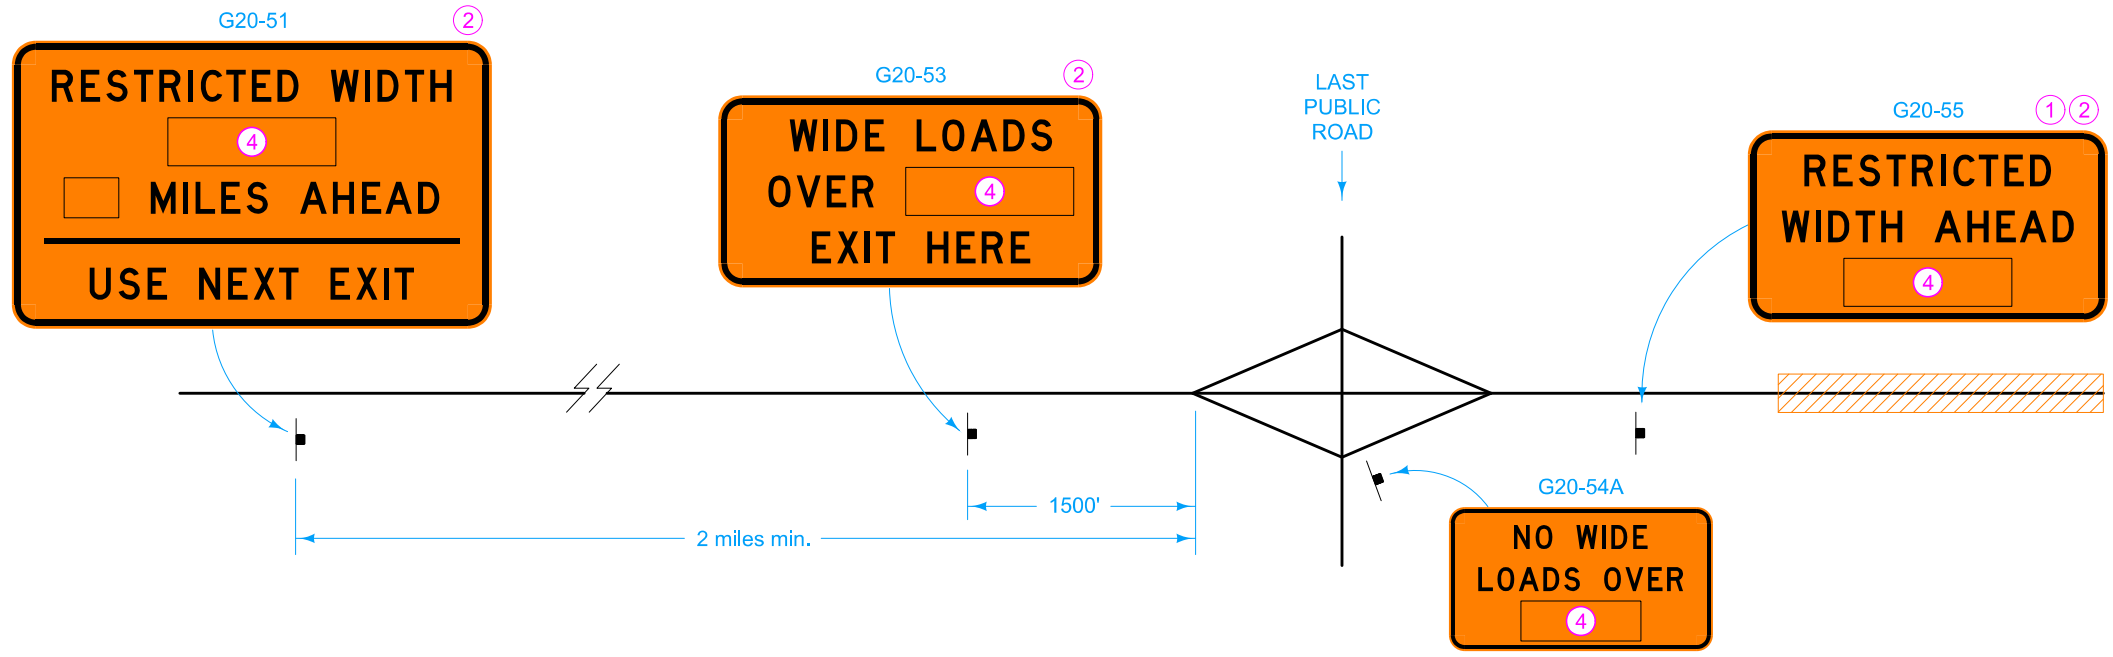 G20-51
2
RESTRICTED WIDTH
4
MILES AHEAD
USE NEXT EXIT
G20-53
2
WIDE LOADS
OVER 4
EXIT HERE
LAST
PUBLIC
ROAD
G20-55
1 2
RESTRICTED
WIDTH AHEAD
4
1500'
2 miles min.
G20-54A
NO WIDE
LOADS OVER
4